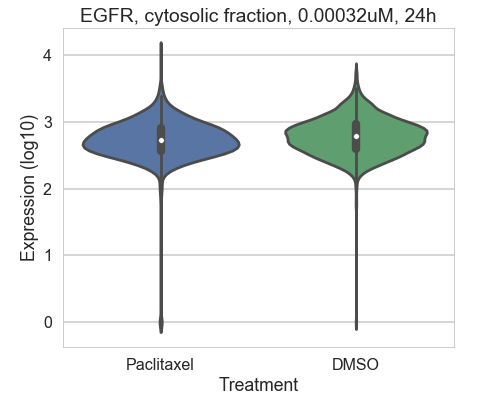 EGFR, cytosolic fraction, 0.00032uM, 24h
Expression (log10)
4
3
2
1
0
Paclitaxel DMSO
Treatment